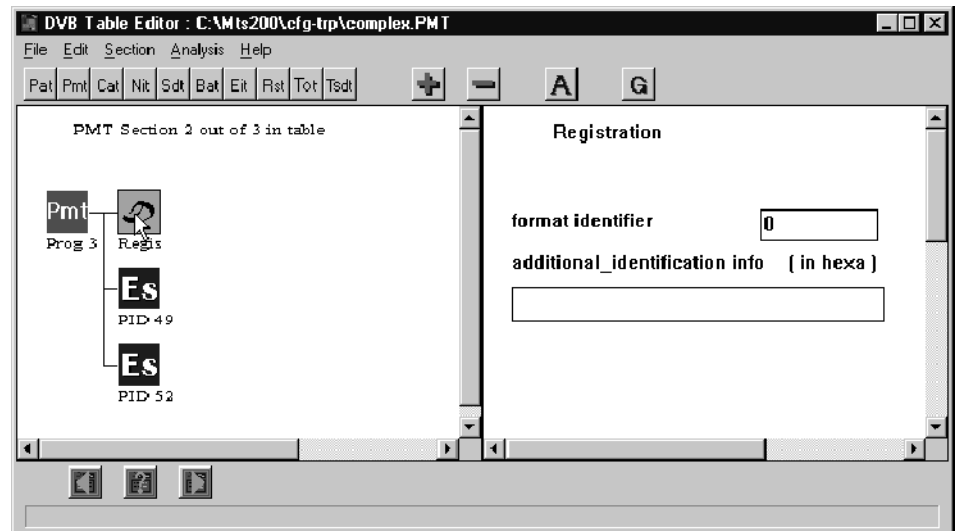 DVB Table Editor : C:\Mts200\cfg-trp\complex.PMT
File Edit Section Analysis Help
Pat Pmt Cat Nit Sdt Bat Eit Rst Tot Tsdt A G
PMT Section 2 out of 3 in table
Pmt
Prog 3
Regis
Es
PID 49
Es
PID 52
Registration
format identifier 0
additional_identification info ( in hexa )